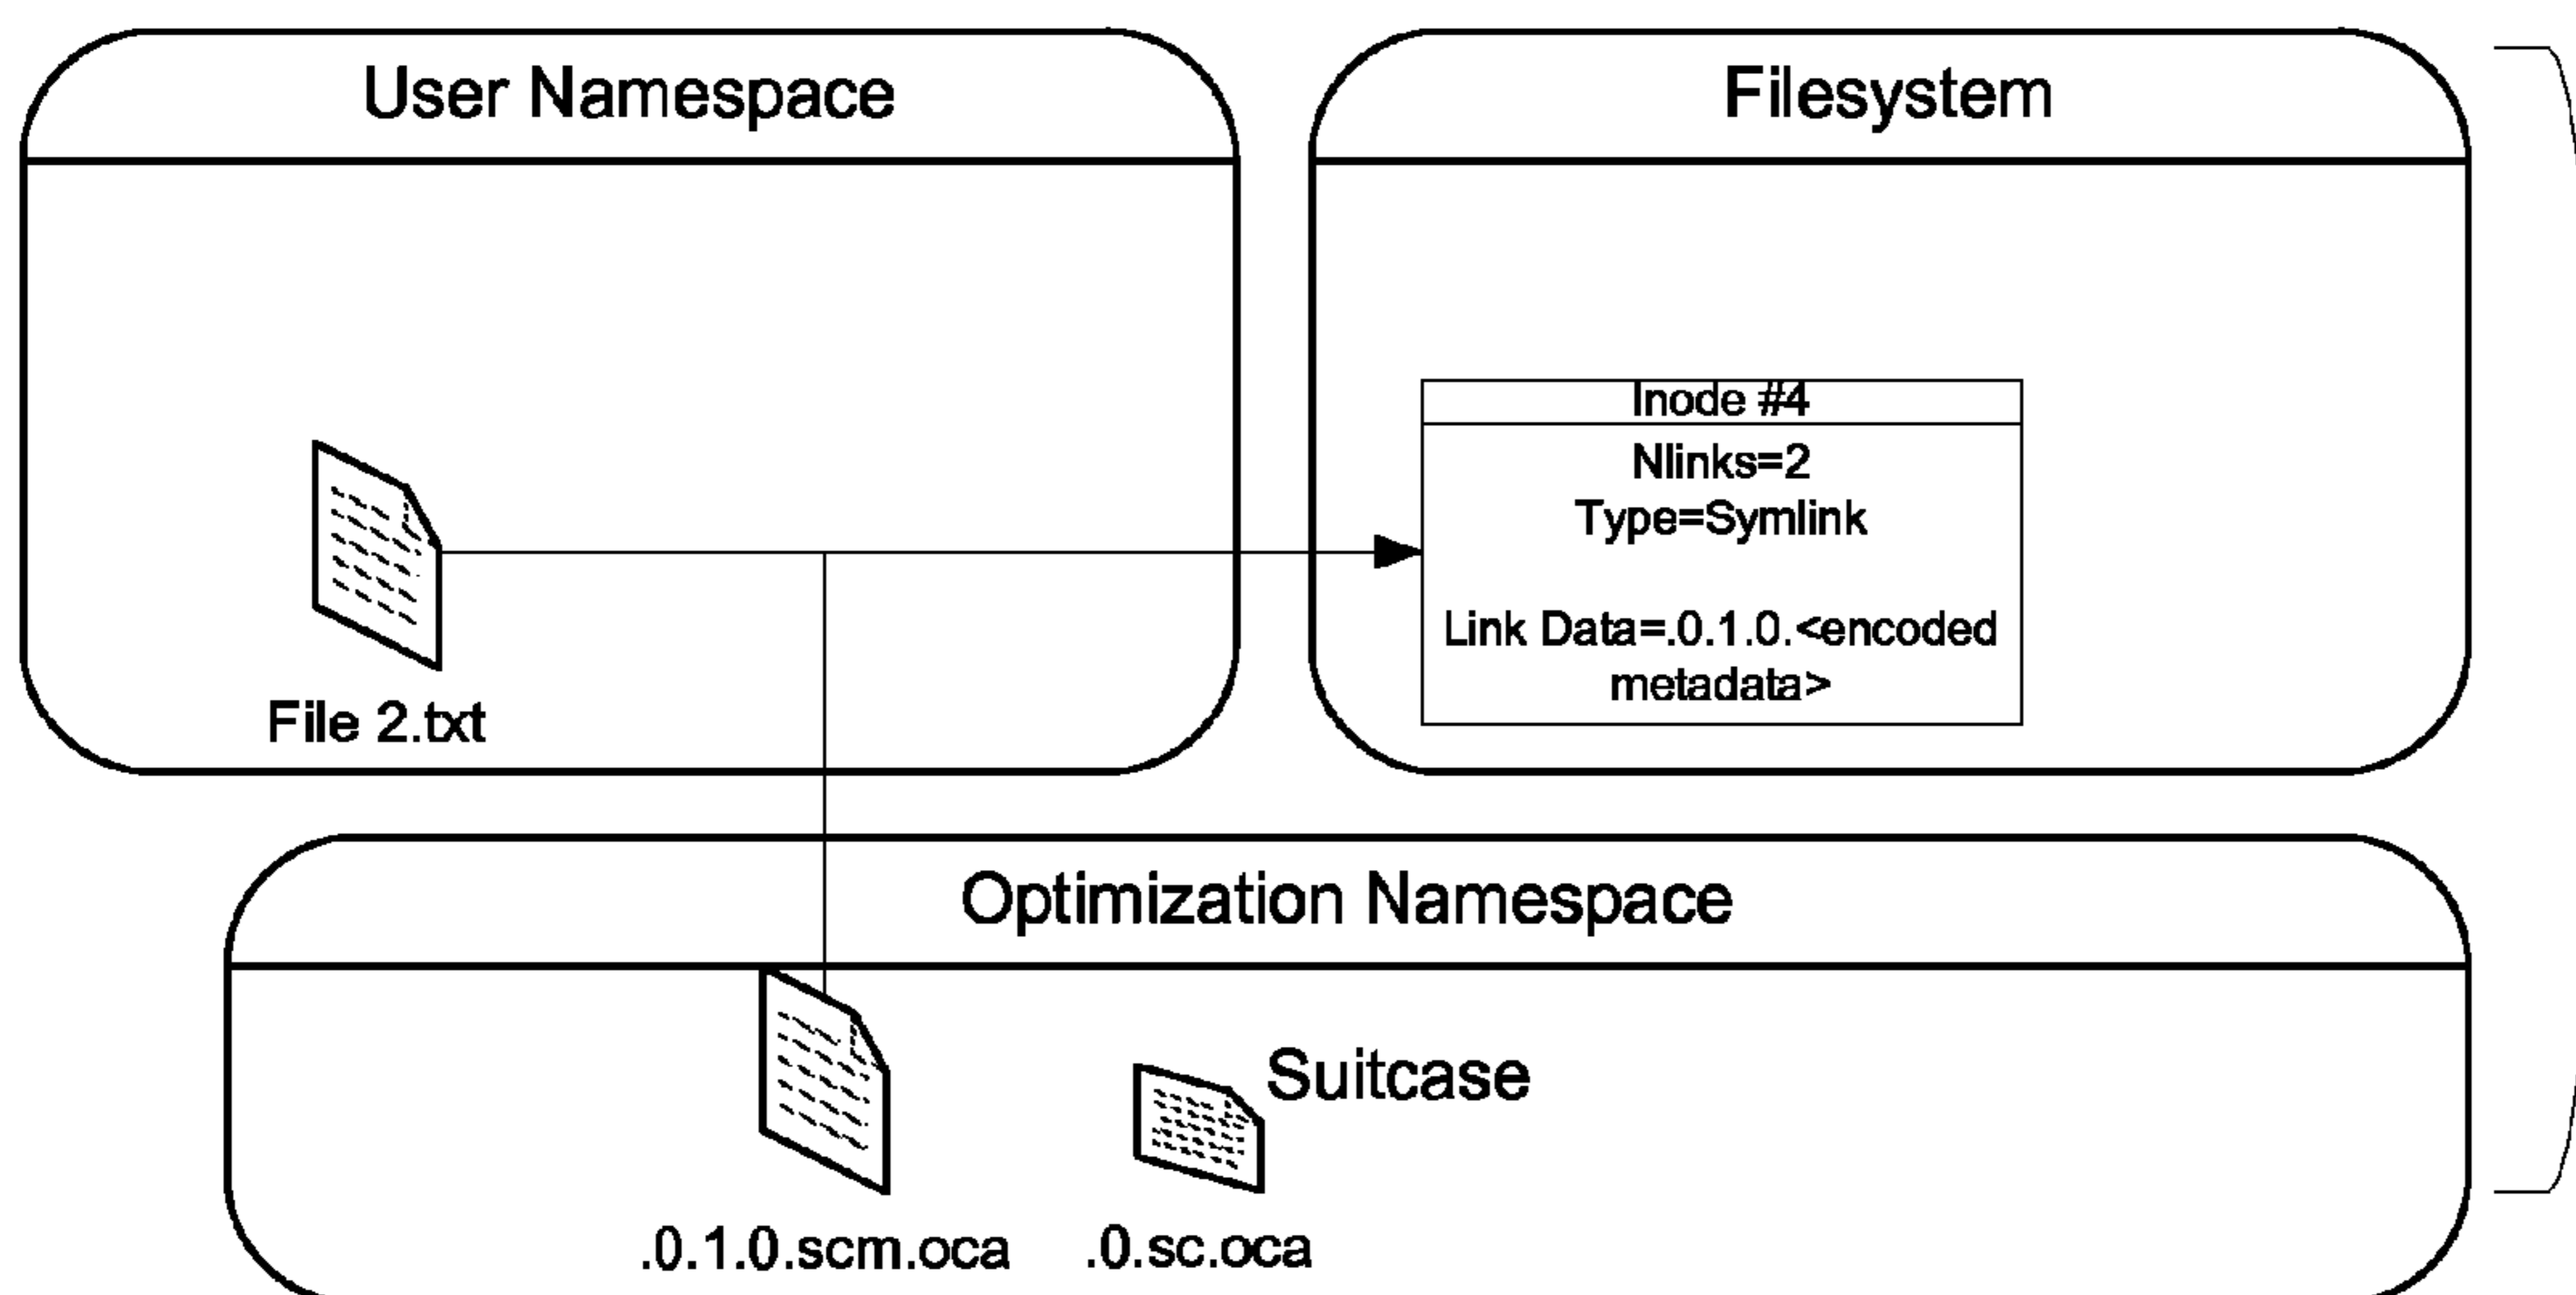 User Namespace
Filesystem
Inode #4
Nlinks=2
Type=Symlink
Link Data=.0.1.0.<encoded
metadata>
File 2.txt
Optimization Namespace
Suitcase
.0.1.0.scm.oca
.0.sc.oca